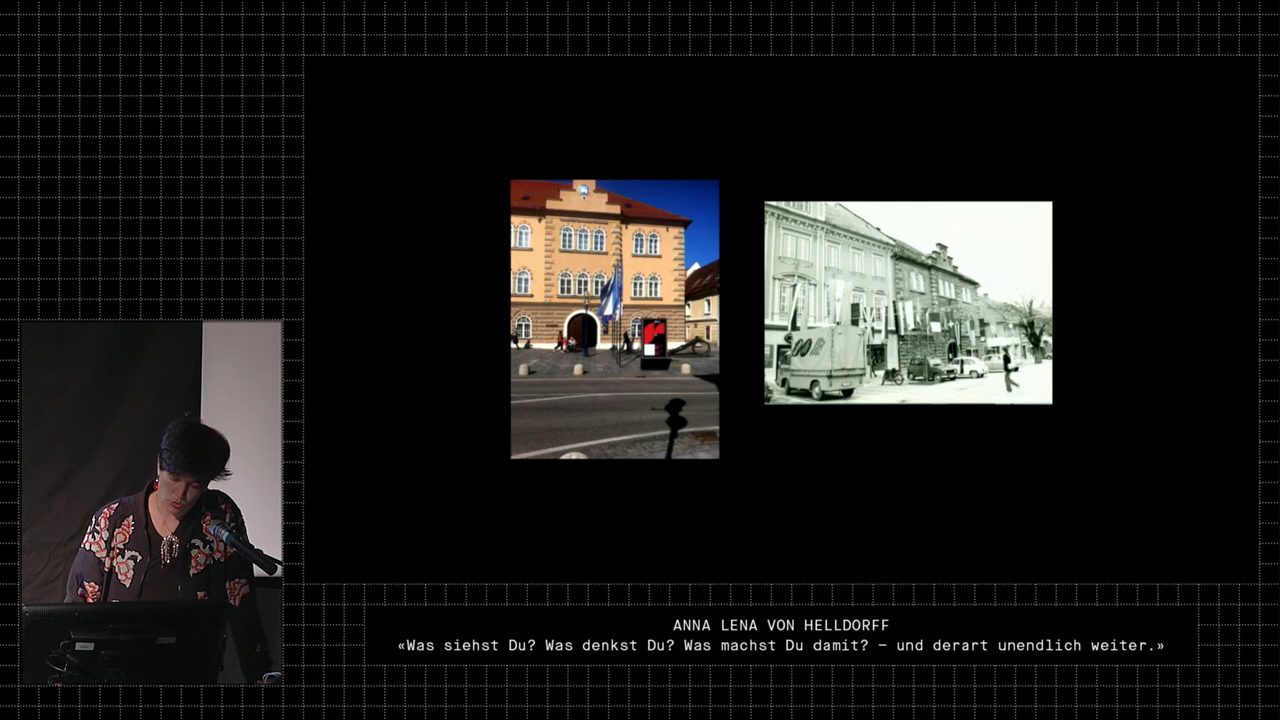 ANNA LENA VON HELLDORFF
«Was siehst Du? Was denkst Du? Was machst Du damit? – und derart unendlich weiter.»